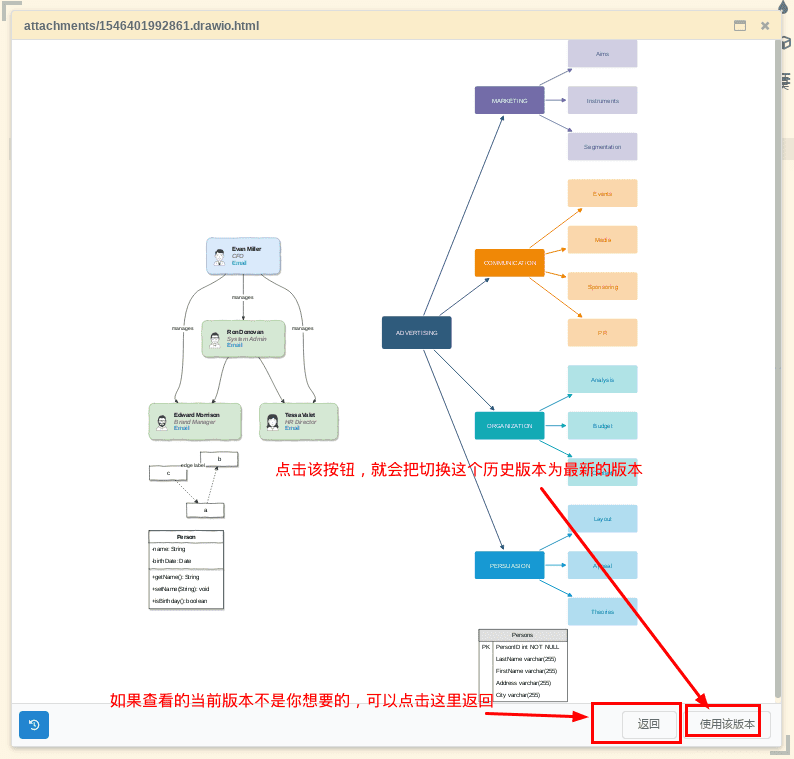 attachments/1546401992861.drawio.html
Aims
MARKETING
Instruments
Segmentation
Events
Media
COMMUNICATION
Sponsoring
PR
ADVERTISING
Analysis
ORGANIZATION
Budget
Layout
PERSUASION
Theories
Evan Miller
CFO
Email
manages
manages
manages
Ron Donovan
System Admin
Email
Edward Morrison
Brand Manager
Email
Tessa Valet
HR Director
Email
b
edge label
c
a
点击该按钮，就会把切换这个历史版本为最新的版本
Person
-name: String
-birthDate: Date
+getName(): String
+setName(String): void
+isBirthday(): boolean
Persons
PK PersonID int NOT NULL
LastName varchar(255)
FirstName varchar(255)
Address varchar(255)
City varchar(255)
如果查看的当前版本不是你想要的，可以点击这里返回
返回
使用该版本